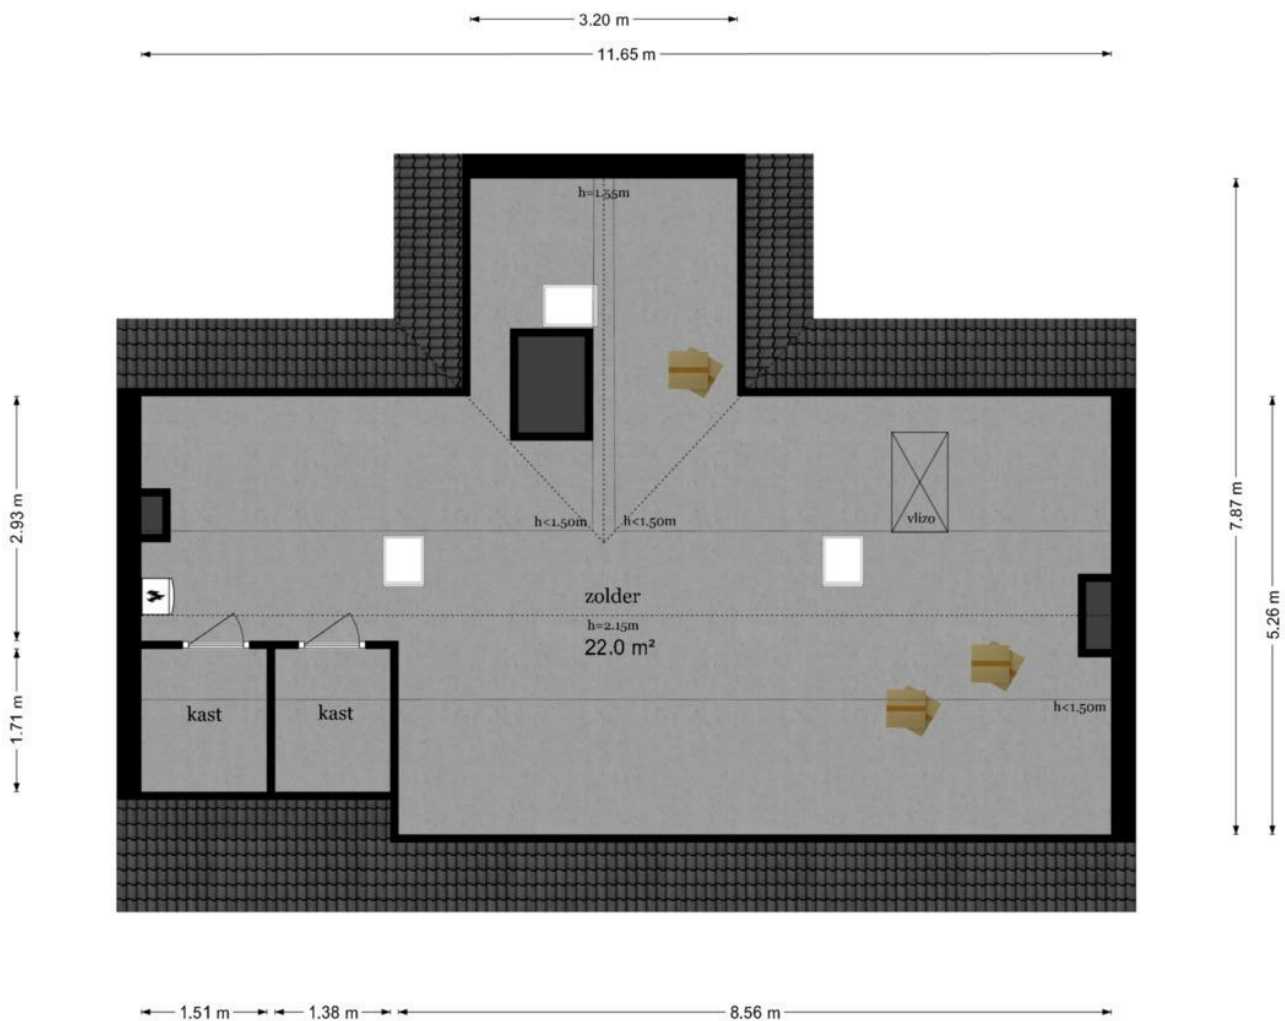 3.20 m
11.65 m
h=1.55m
2.93 m
7.87 m
h<1.50m
h<1.50m
vlizo
zolder
h=2.15m
22.0 m²
5.26 m
1.71 m
kast
kast
h<1.50m
1.51 m
1.38 m
8.56 m